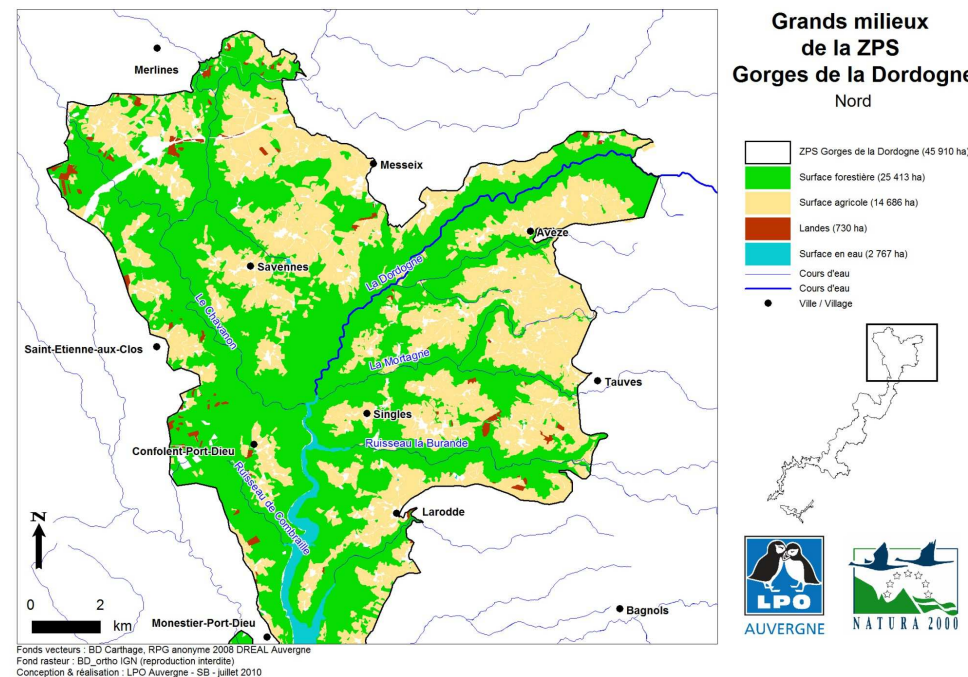 Grands milieux
de la ZPS
Gorges de la Dordogne
Nord
ZPS Gorges de la Dordogne (45 910 ha)
Surface forestière (25 413 ha)
Surface agricole (14 686 ha)
Landes (730 ha)
Surface en eau (2 767 ha)
Cours d'eau
Cours d'eau
Ville / Village
Merlines
Messeix
Avèze
Savennes
La Dordogne
Le Chavanon
Saint-Etienne-aux-Clos
La Mortagne
Tauves
Singles
Ruisseau la Burande
Confolent-Port-Dieu
Ruisseau de Combraille
Larodde
Bagnols
Monestier-Port-Dieu
N
0 2
km
LPO
AUVERGNE
NATURA 2000
Fonds vecteurs : BD Carthage, RPG anonyme 2008 DREAL Auvergne
Fond rasteur : BD_ortho IGN (reproduction interdite)
Conception & réalisation : LPO Auvergne - SB - juillet 2010